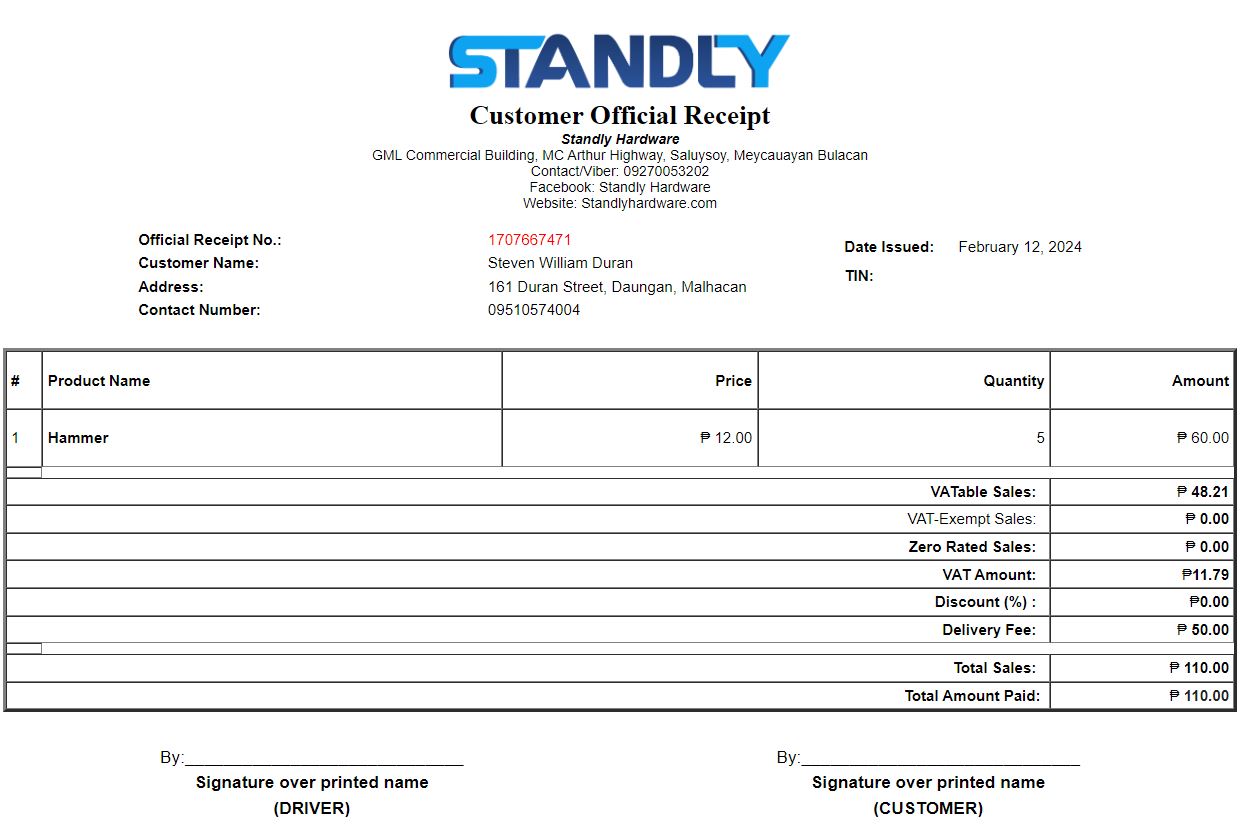 STANDLY
Customer Official Receipt
Standly Hardware
GML Commercial Building, MC Arthur Highway, Saluysoy, Meycauayan Bulacan
Contact/Viber: 09270053202
Facebook: Standly Hardware
Website: Standlyhardware.com
Official Receipt No.: 1707667471
Customer Name: Steven William Duran
Address: 161 Duran Street, Daungan, Malhacan
Contact Number: 09510574004
Date Issued: February 12, 2024
TIN:
# Product Name Price Quantity Amount
1 Hammer ₱ 12.00 5 ₱ 60.00
VATable Sales: ₱ 48.21
VAT-Exempt Sales: ₱ 0.00
Zero Rated Sales: ₱ 0.00
VAT Amount: ₱11.79
Discount (%) : ₱0.00
Delivery Fee: ₱ 50.00
Total Sales: ₱ 110.00
Total Amount Paid: ₱ 110.00
By:______________________________ By:______________________________
Signature over printed name Signature over printed name
(DRIVER) (CUSTOMER)